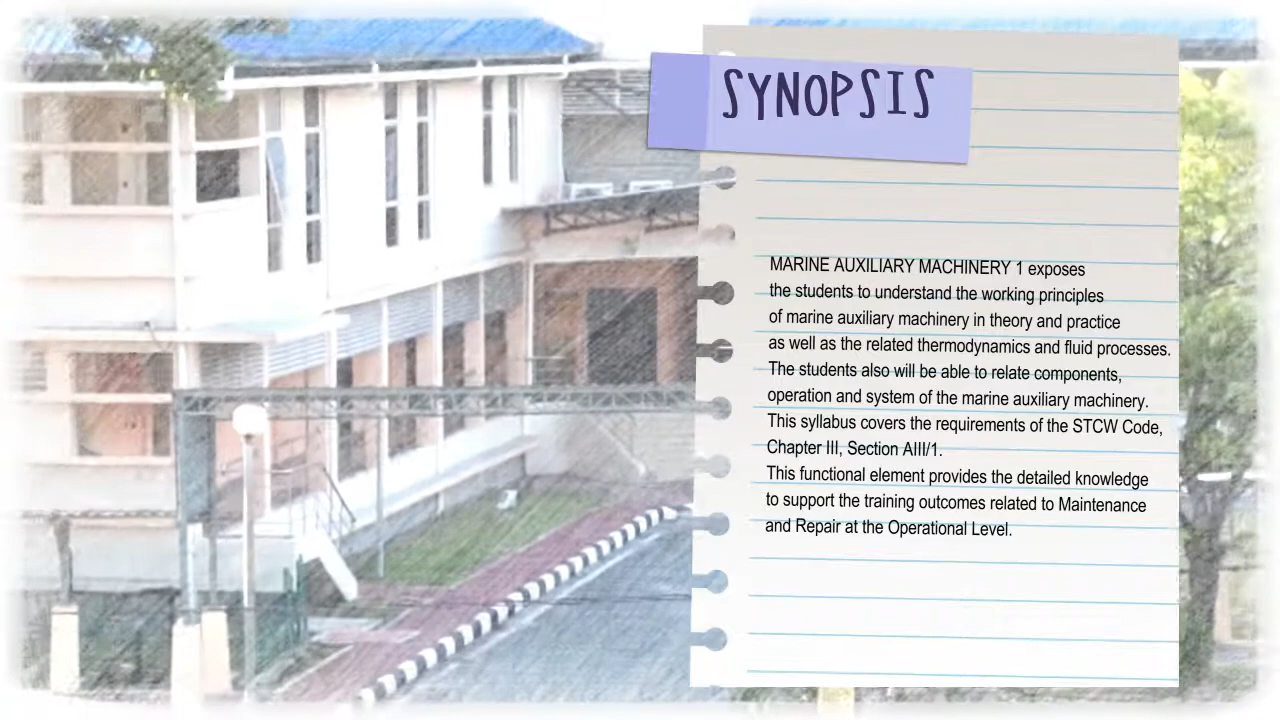 SYNOPSIS
MARINE AUXILIARY MACHINERY 1 exposes
the students to understand the working principles
of marine auxiliary machinery in theory and practice
as well as the related thermodynamics and fluid processes.
The students also will be able to relate components,
operation and system of the marine auxiliary machinery.
This syllabus covers the requirements of the STCW Code,
Chapter III, Section AIII/1.
This functional element provides the detailed knowledge
to support the training outcomes related to Maintenance
and Repair at the Operational Level.